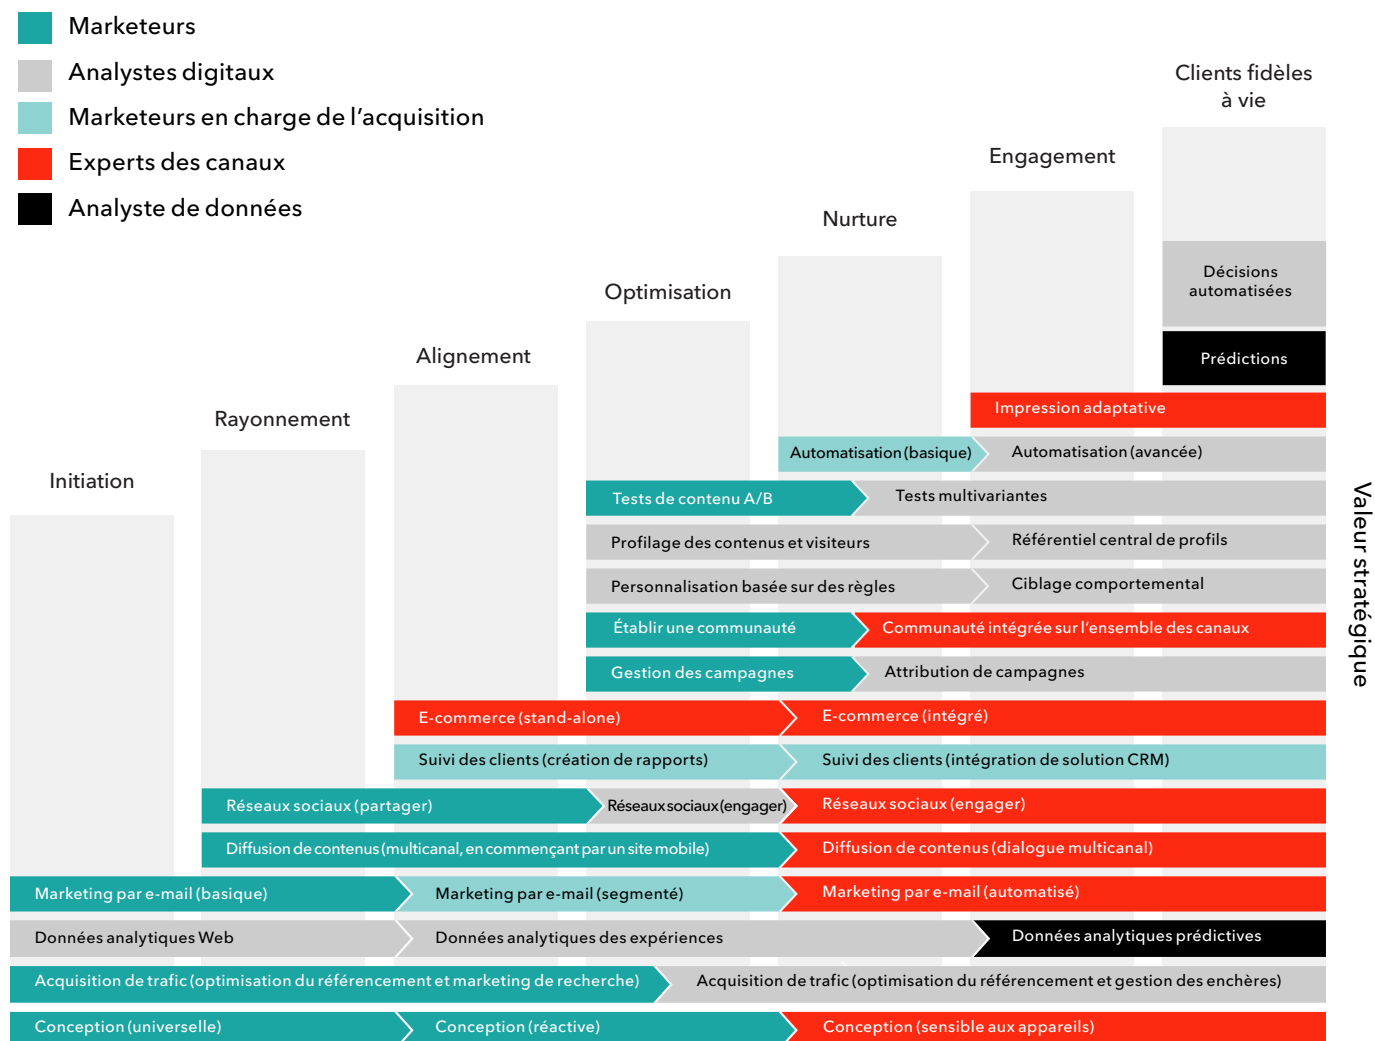 Marketeurs
Analystes digitaux
Marketeurs en charge de l’acquisition
Experts des canaux
Analyste de données
Clients fidèles
à vie
Engagement
Nurture
Optimisation
Alignement
Rayonnement
Initiation
Décisions
automatisées
Prédictions
Impression adaptative
Automatisation (basique)
Automatisation (avancée)
Tests de contenu A/B
Tests multivariantes
Profilage des contenus et visiteurs
Référentiel central de profils
Personnalisation basée sur des règles
Ciblage comportemental
Établir une communauté
Communauté intégrée sur l’ensemble des canaux
Gestion des campagnes
Attribution de campagnes
E-commerce (stand-alone)
E-commerce (intégré)
Suivi des clients (création de rapports)
Suivi des clients (intégration de solution CRM)
Réseaux sociaux (partager)
Réseaux sociaux (engager)
Réseaux sociaux (engager)
Diffusion de contenus (multicanal, en commençant par un site mobile)
Diffusion de contenus (dialogue multicanal)
Marketing par e-mail (basique)
Marketing par e-mail (segmenté)
Marketing par e-mail (automatisé)
Données analytiques Web
Données analytiques des expériences
Données analytiques prédictives
Acquisition de trafic (optimisation du référencement et marketing de recherche)
Acquisition de trafic (optimisation du référencement et gestion des enchères)
Conception (universelle)
Conception (réactive)
Conception (sensible aux appareils)
Valeur stratégique